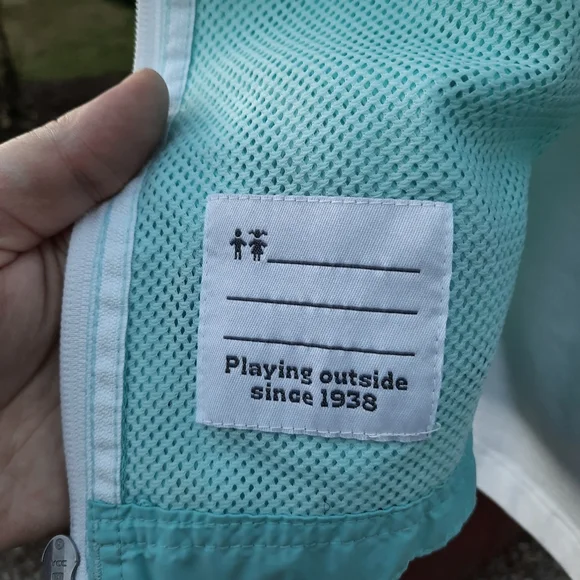 Playing outside
since 1938